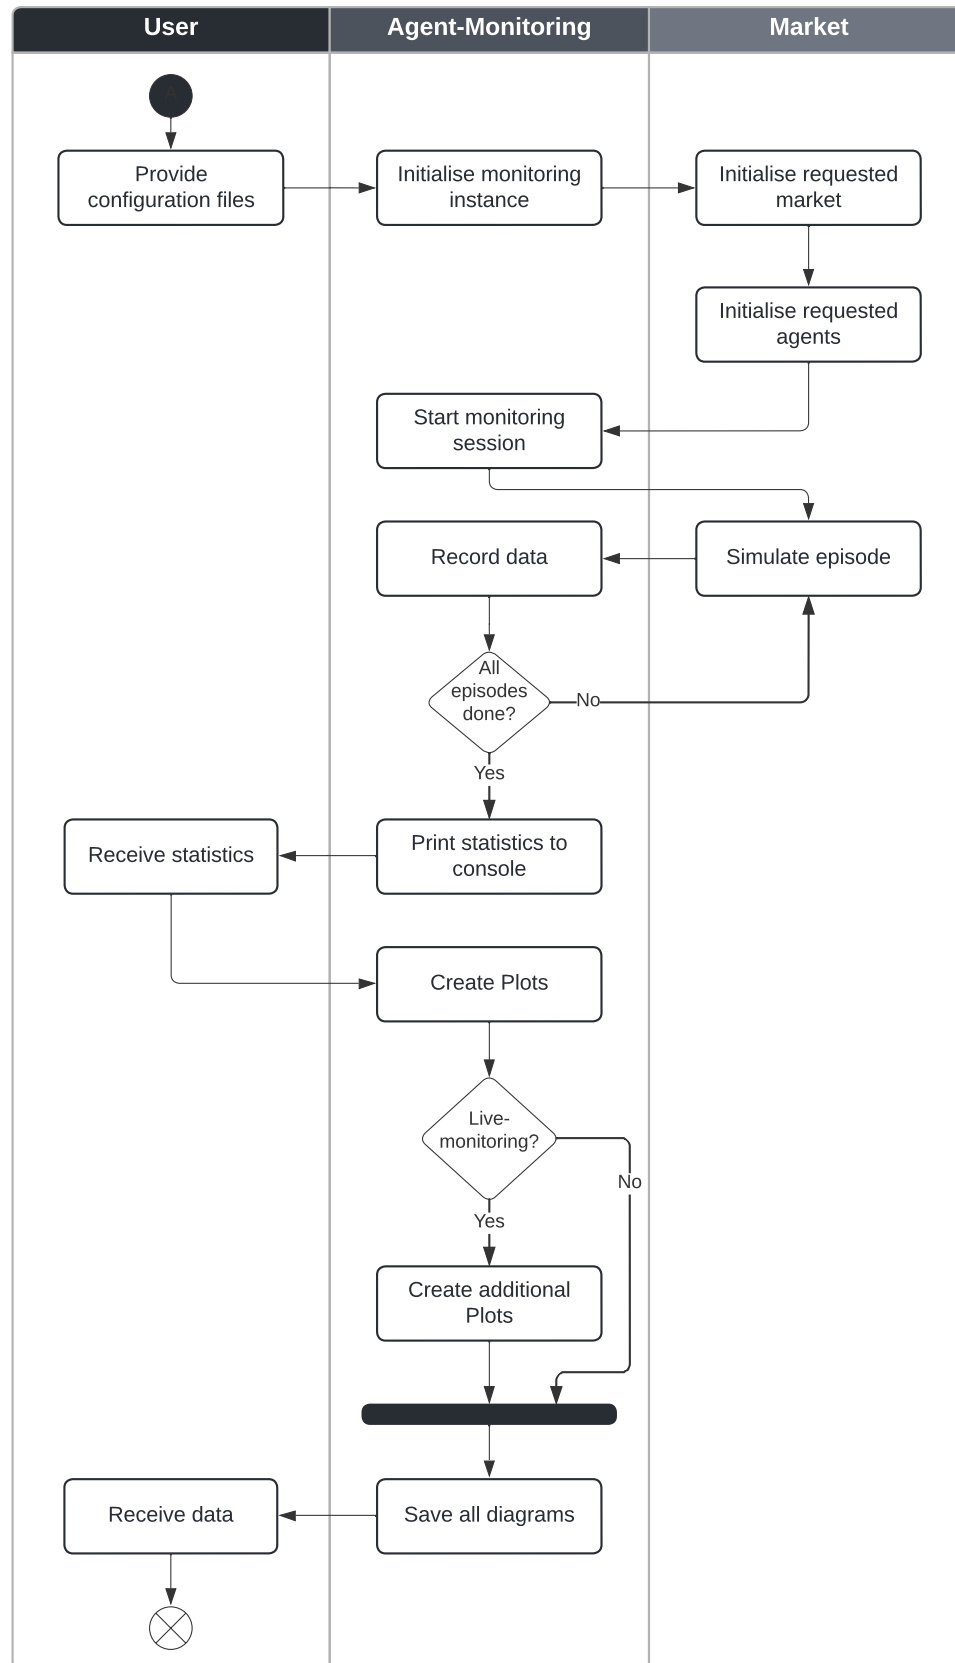 User
Agent-Monitoring
Market
A
Provide
configuration files
Initialise monitoring
instance
Initialise requested
market
Initialise requested
agents
Start monitoring
session
Record data
Simulate episode
All
episodes
done?
No
Yes
Receive statistics
Print statistics to
console
Create Plots
Live-
monitoring?
No
Yes
Create additional
Plots
Receive data
Save all diagrams